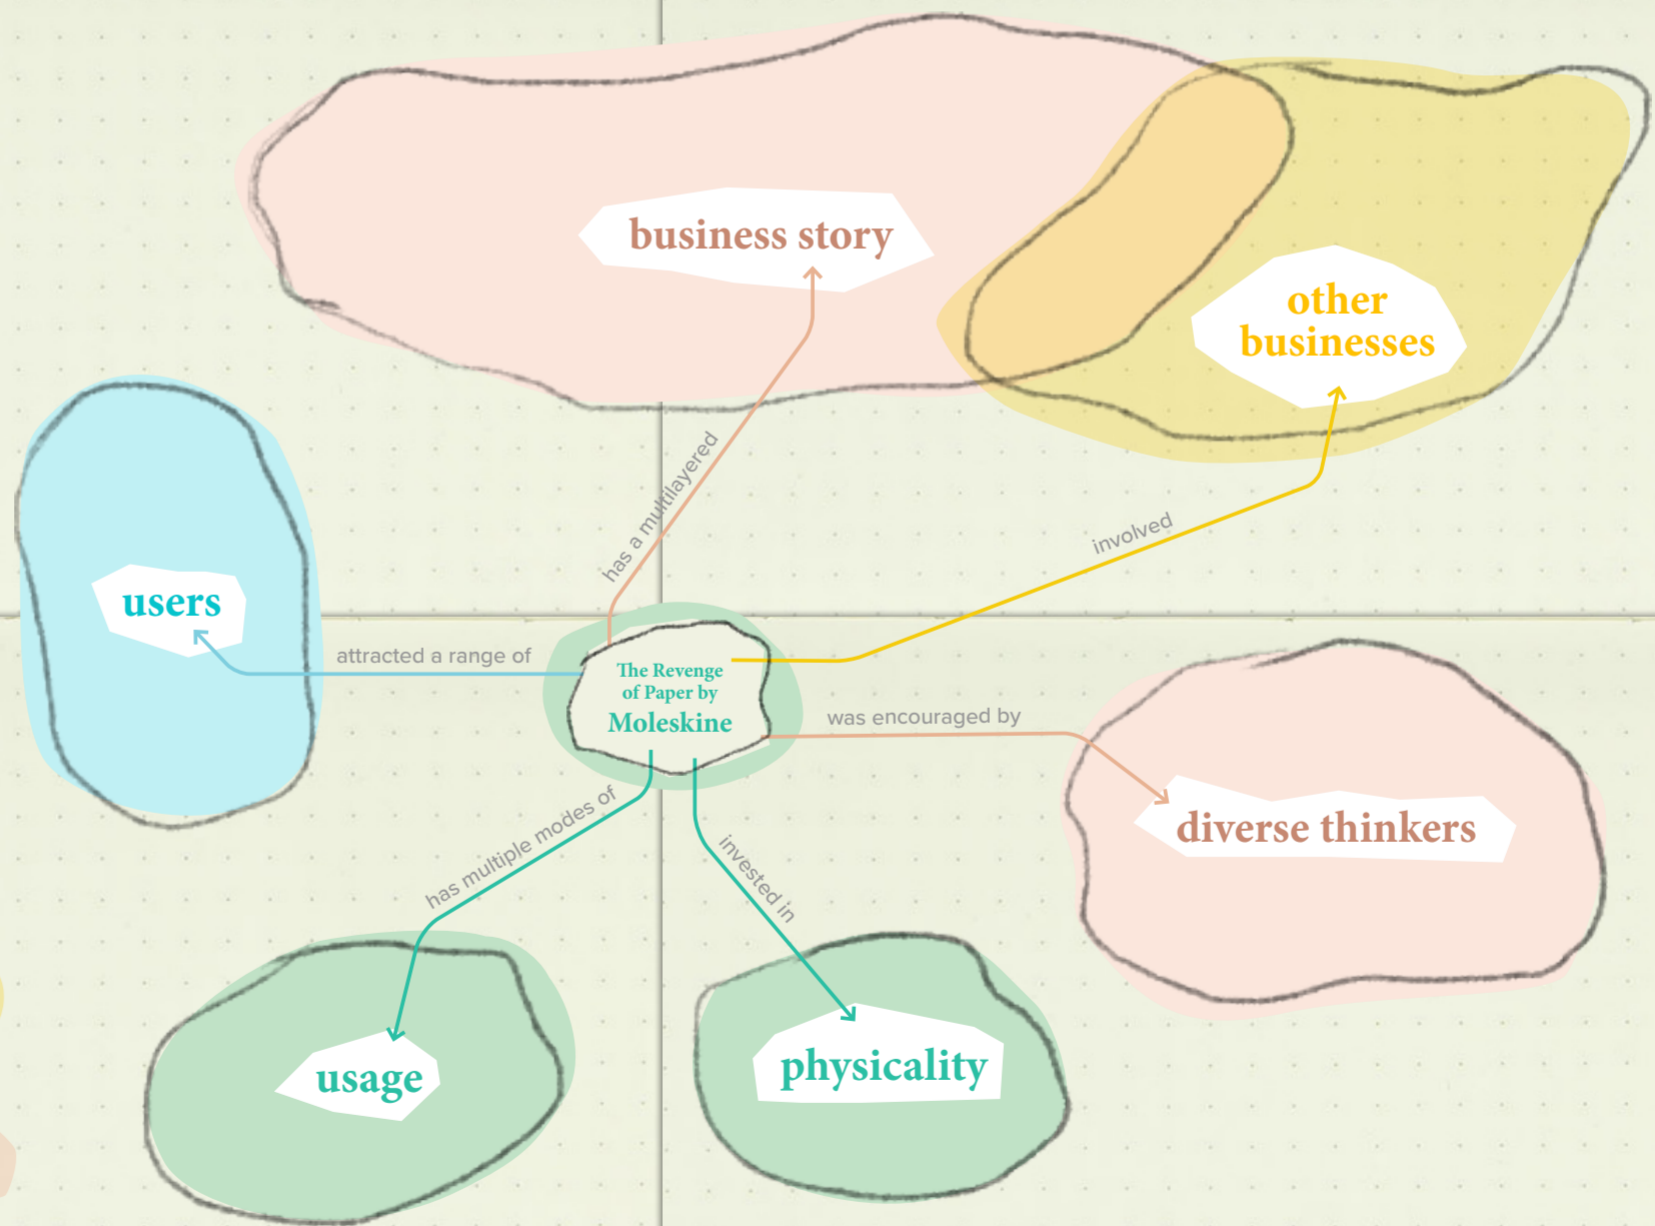 business story
other
businesses
has a multilayered
involved
users
attracted a range of
The Revenge
of Paper by
Moleskine
was encouraged by
diverse thinkers
has multiple modes of
invested in
usage
physicality